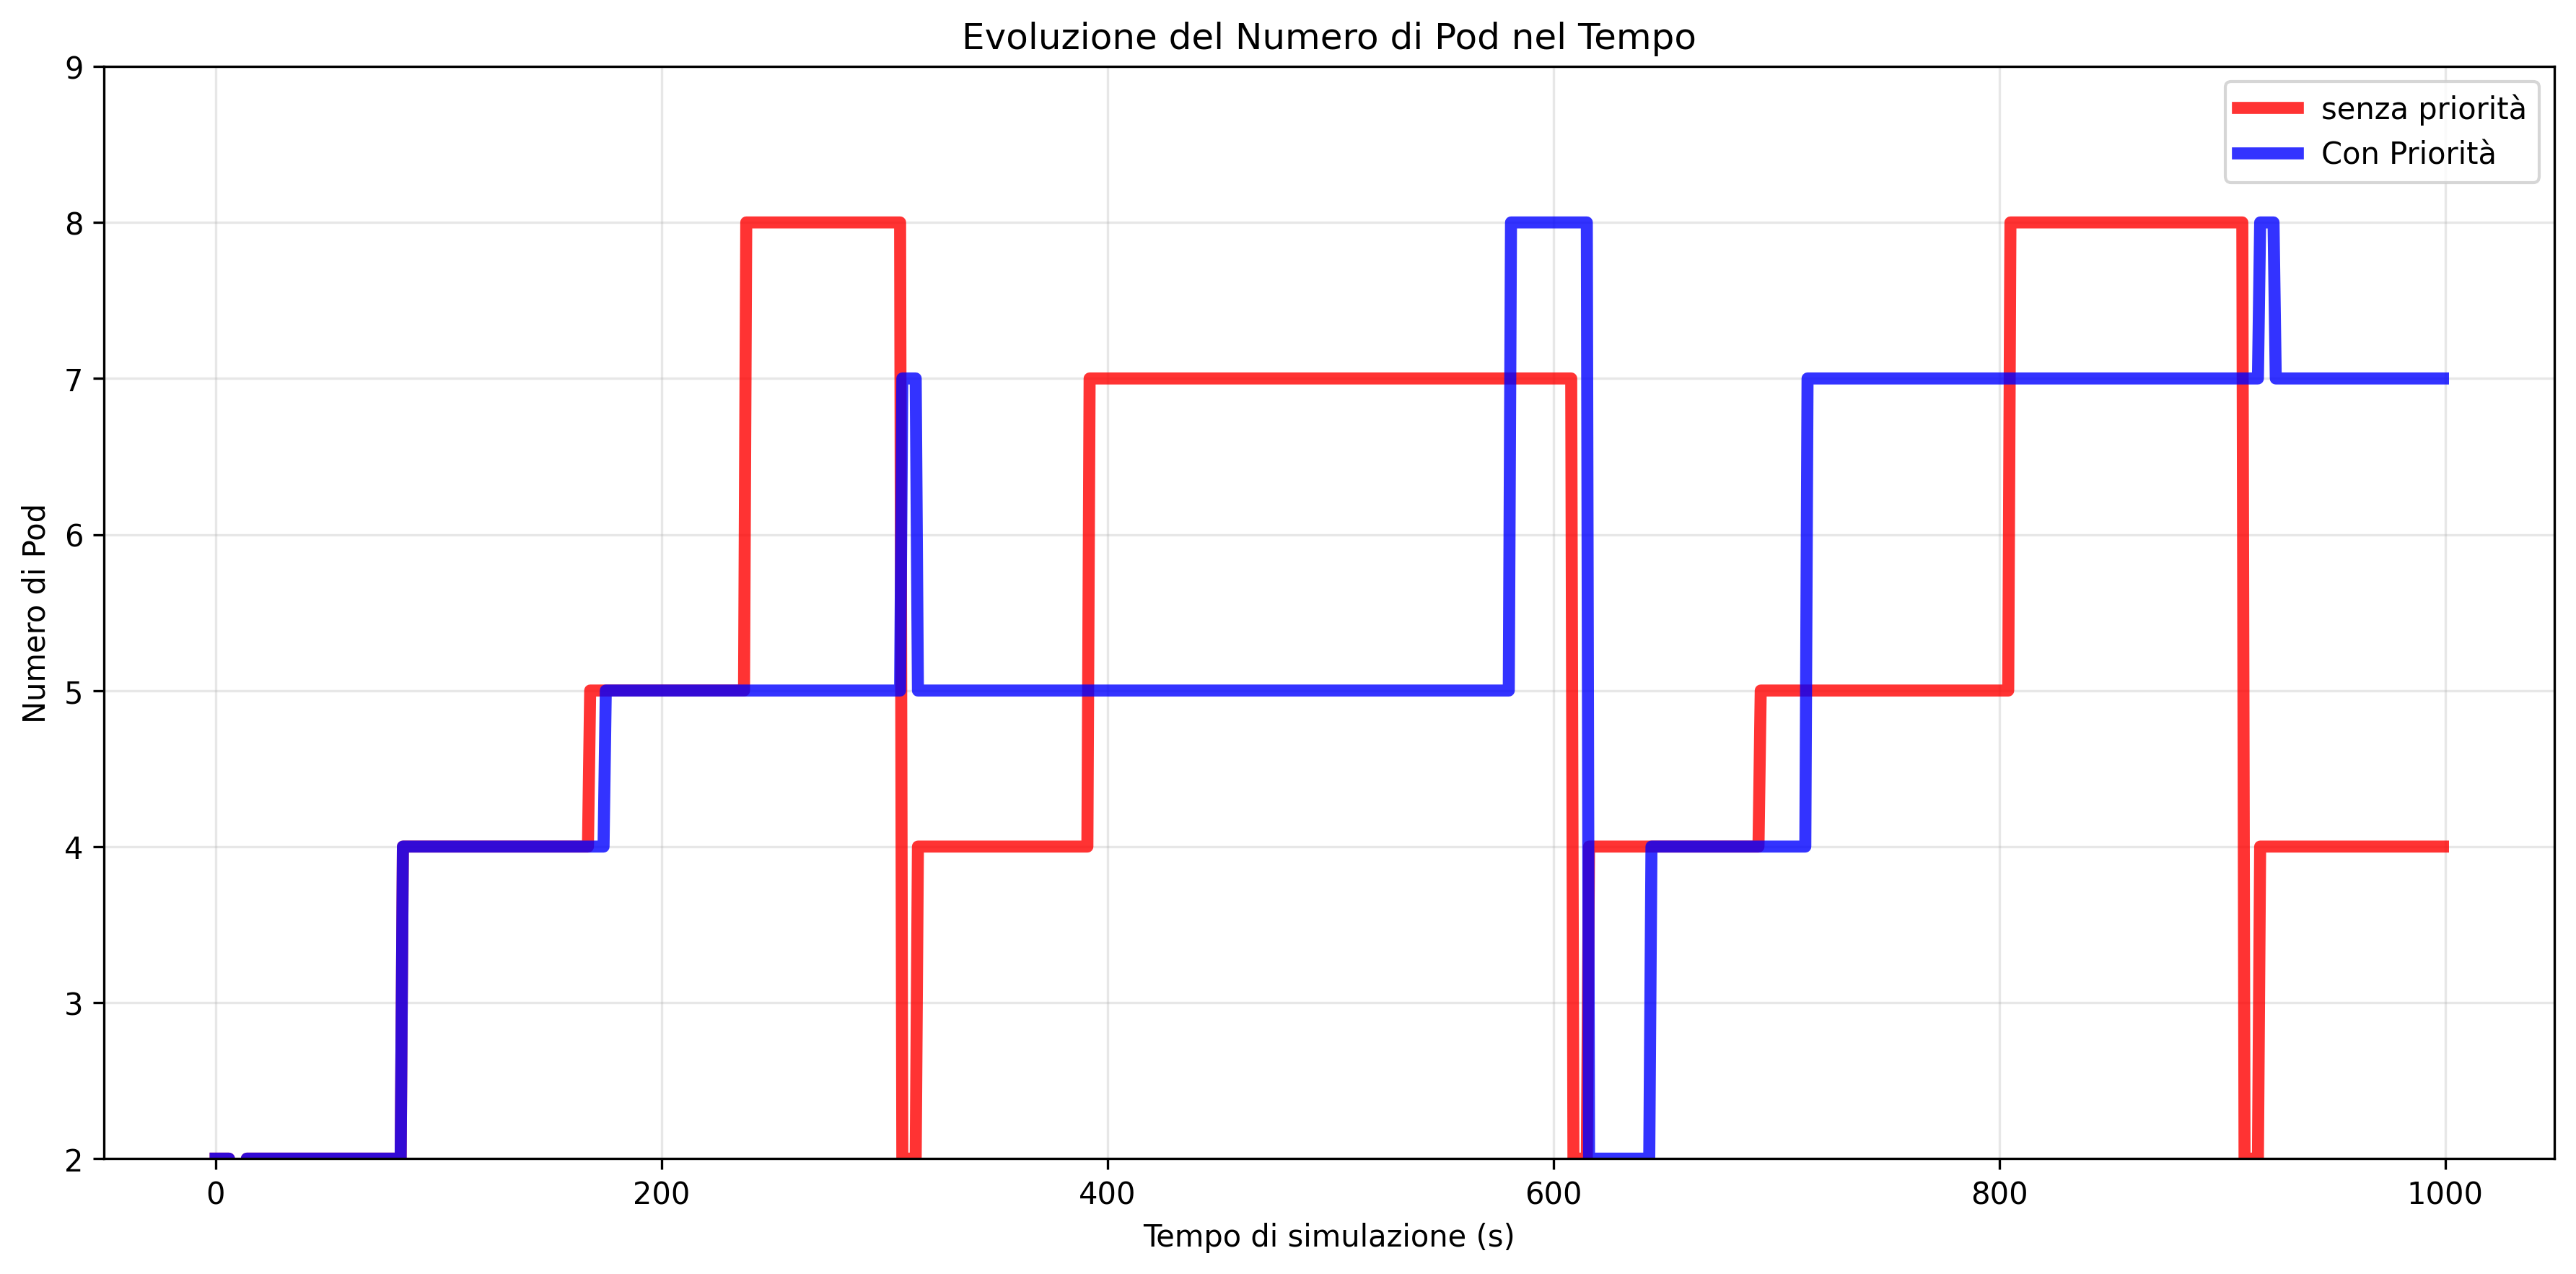 Evoluzione del Numero di Pod nel Tempo
senza priorità
Con Priorità
Numero di Pod
9
8
7
6
5
4
3
2
0 200 400 600 800 1000
Tempo di simulazione (s)